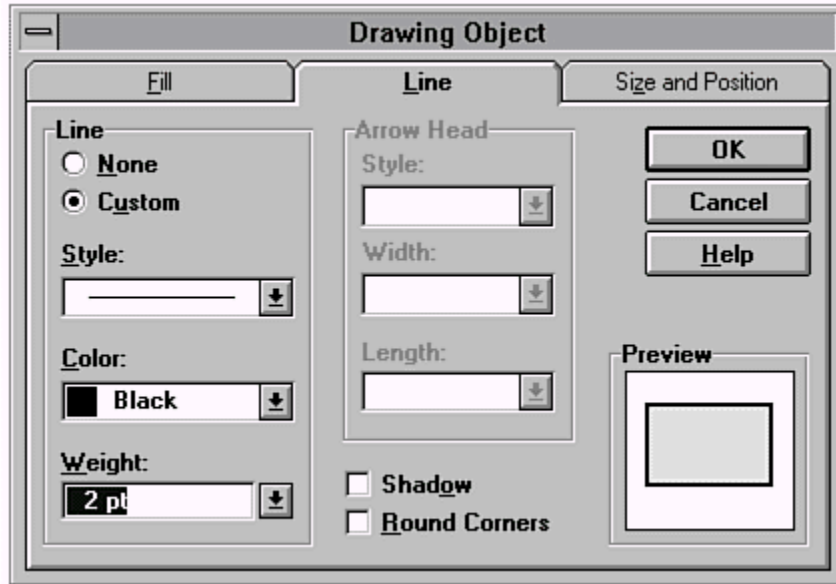 Drawing Object
Fill
Line
Size and Position
Line
None
Custom
Style:
Color:
Black
Weight:
2 pt
Arrow Head
Style:
Width:
Length:
Shadow
Round Corners
OK
Cancel
Help
Preview